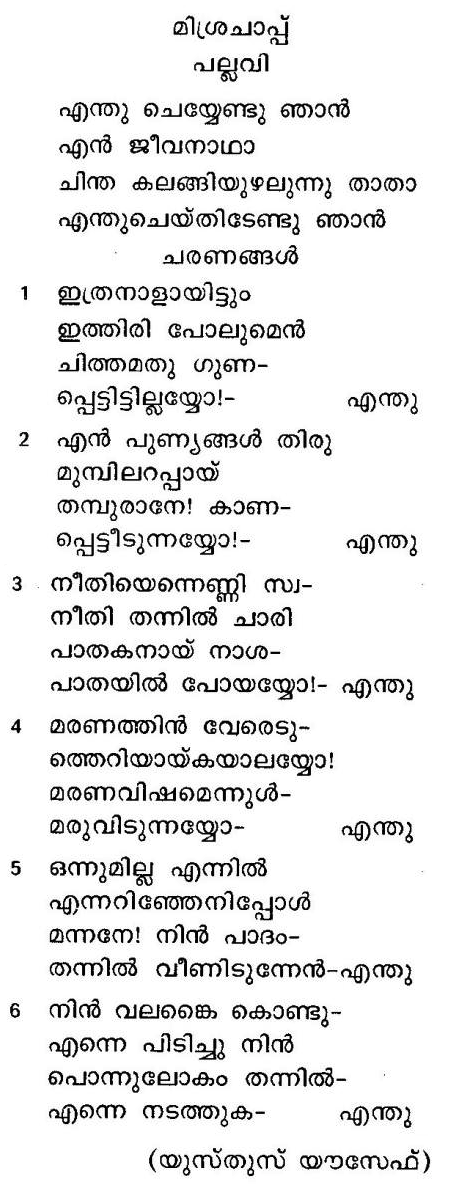 മിശ്രചാപ്പ്
പല്ലവി
എന്തു ചെയ്യേണ്ടു ഞാൻ
എൻ ജീവനാഥാ
ചിന്ത കലങ്ങിയുഴലുന്നു താതാ
എന്തുചെയ്തിടേണ്ടു ഞാൻ
ചരണങ്ങൾ
1 ഇത്രനാളായിട്ടും
ഇത്തിരി പോലുമെൻ
ചിത്തമതു ഗുണ-
പ്പെട്ടിട്ടില്ലയ്യോ!- എന്തു
2 എൻ പുണ്യങ്ങൾ തിരു
മുമ്പിലറപ്പായ്
തമ്പുരാനേ! കാണ-
പ്പെട്ടീടുന്നയ്യോ!- എന്തു
3 നീതിയെന്നെണ്ണി സ്വ-
നീതി തന്നിൽ ചാരി
പാതകനായ് നാശ-
പാതയിൽ പോയയ്യോ!- എന്തു
4 മരണത്തിൻ വേരെടു-
ത്തെറിയായ്കയാലയ്യോ!
മരണവിഷമെന്നുൾ-
മരുവിടുന്നയ്യോ- എന്തു
5 ഒന്നുമില്ല എന്നിൽ
എന്നറിഞ്ഞേനിപ്പോൾ
മന്നനേ! നിൻ പാദം-
തന്നിൽ വീണിടുന്നേൻ-എന്തു
6 നിൻ വലങ്കൈ കൊണ്ടു-
എന്നെ പിടിച്ചു നിൻ
പൊന്നുലോകം തന്നിൽ-
എന്നെ നടത്തുക- എന്തു
(യുസ്തുസ് യൗസേഫ്)